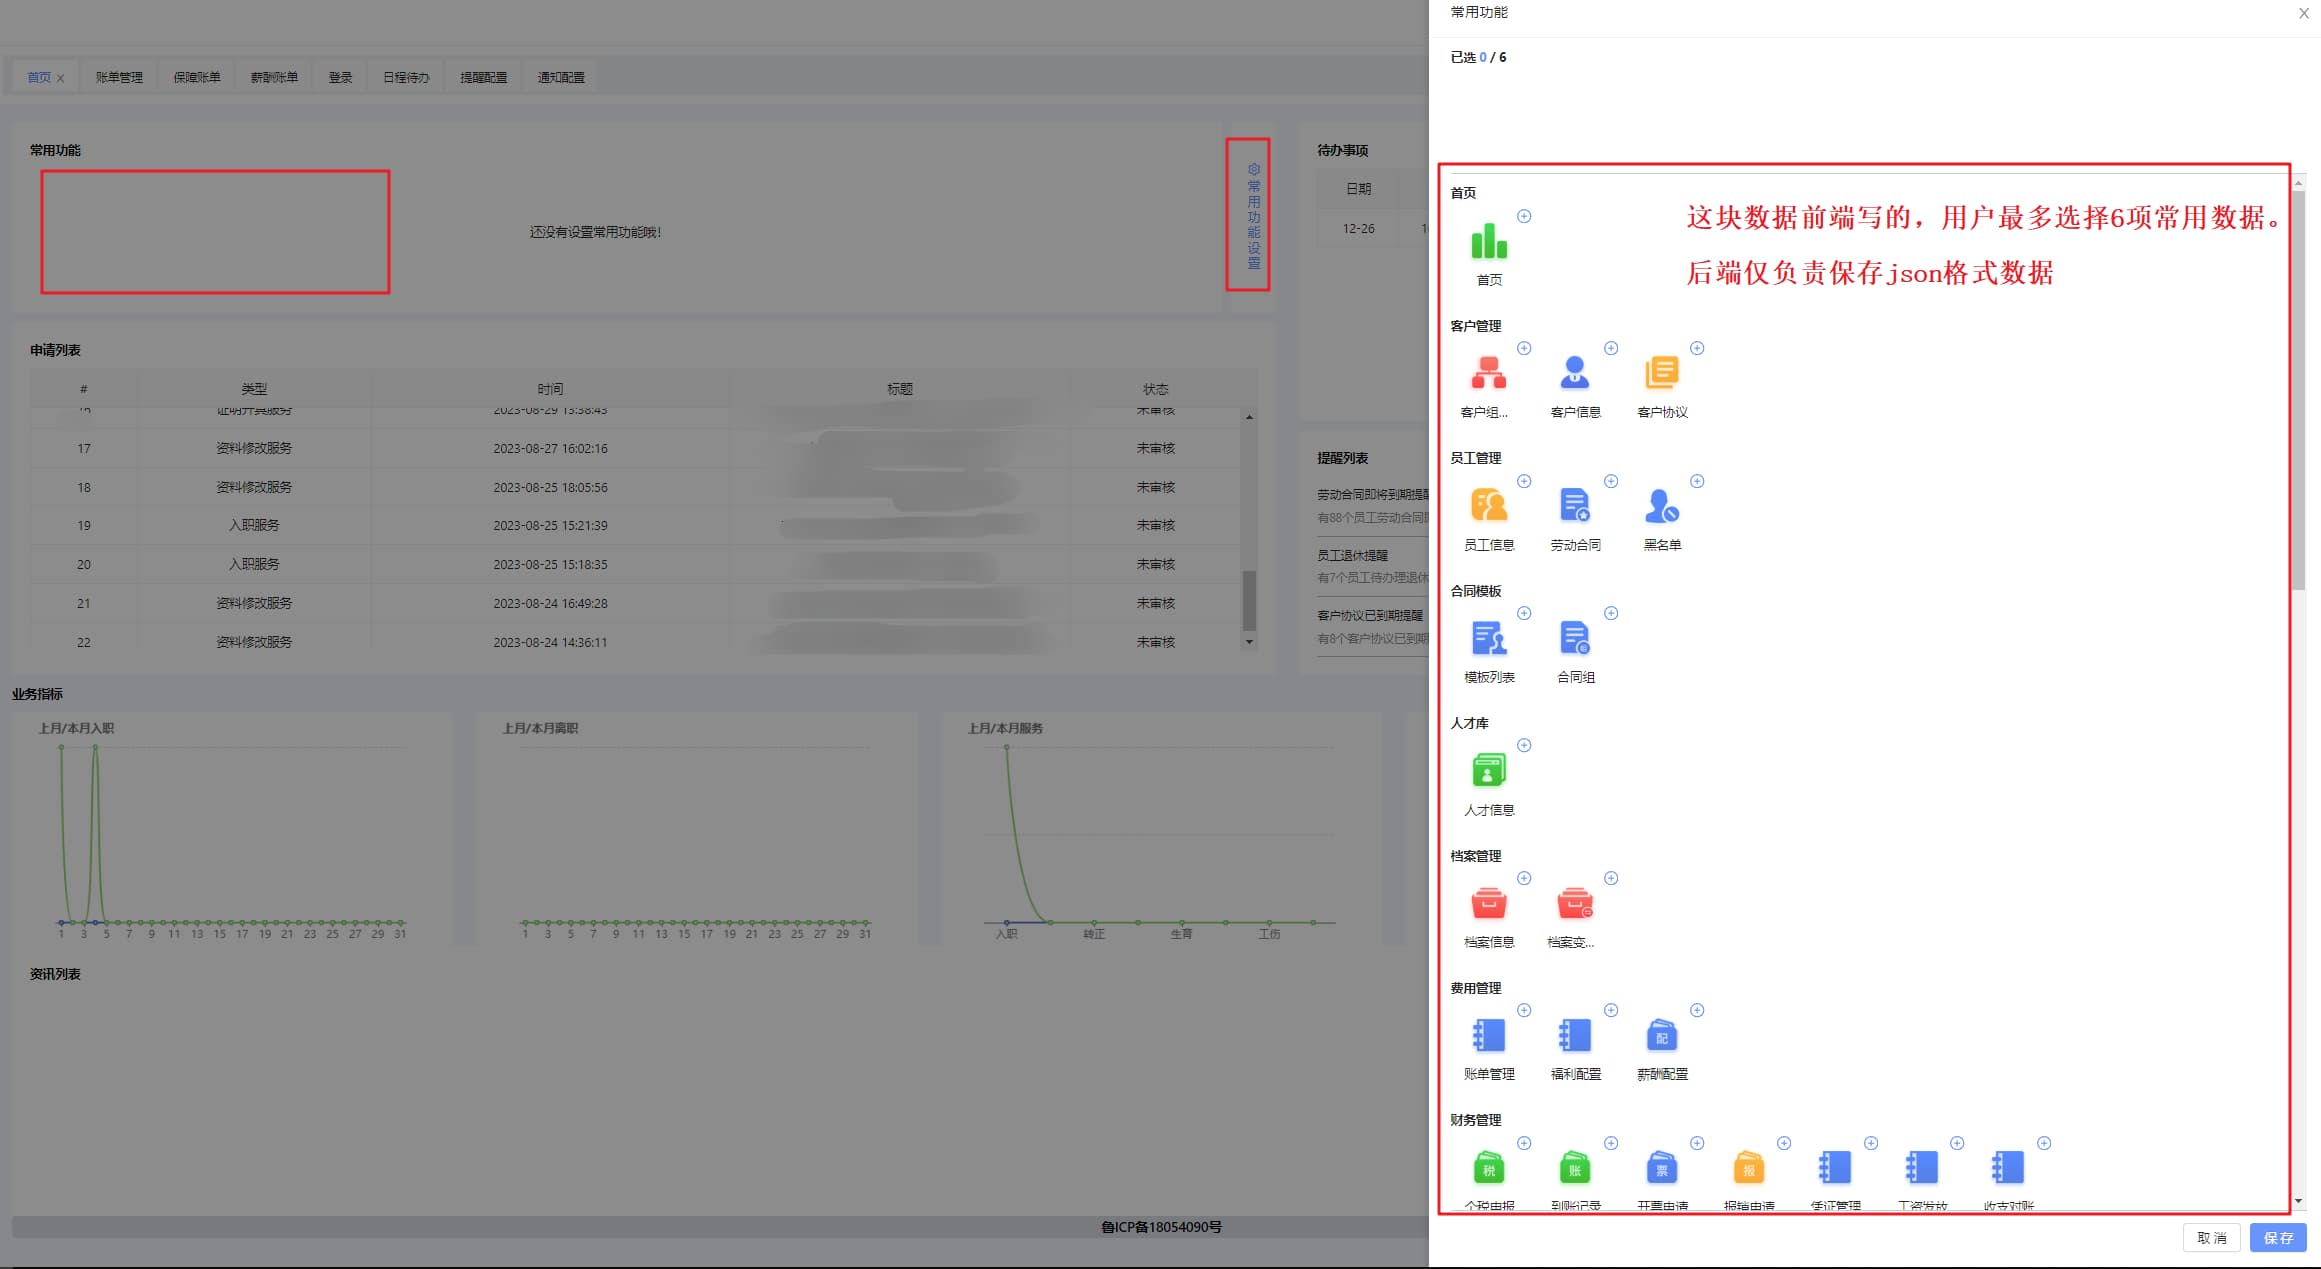 首页 x
账单管理
保障账单
薪酬账单
登录
日程待办
提醒配置
通知配置
常用功能
还没有设置常用功能哦!
常用功能设置
待办事项
日期
12-26
申请列表
# 类型 时间 标题 状态
证明开具服务 2023-08-29 13:38:43 未审核
17 资料修改服务 2023-08-27 16:02:16 未审核
18 资料修改服务 2023-08-25 18:05:56 未审核
19 入职服务 2023-08-25 15:21:39 未审核
20 入职服务 2023-08-25 15:18:35 未审核
21 资料修改服务 2023-08-24 16:49:28 未审核
22 资料修改服务 2023-08-24 14:36:11 未审核
提醒列表
劳动合同即将到期提醒
有88个员工劳动合同
员工退休提醒
有7个员工待办理退休
客户协议已到期提醒
有8个客户协议已到期
业务指标
上月/本月入职
1 3 5 7 9 11 13 15 17 19 21 23 25 27 29 31
上月/本月离职
1 3 5 7 9 11 13 15 17 19 21 23 25 27 29 31
上月/本月服务
入职 转正 生育 工伤
资讯列表
鲁ICP备18054090号
常用功能
X
已选 0 / 6
这块数据前端写的，用户最多选择6项常用数据。
后端仅负责保存json格式数据
首页
首页
客户管理
客户组... 客户信息 客户协议
员工管理
员工信息 劳动合同 黑名单
合同模板
模板列表 合同组
人才库
人才信息
档案管理
档案信息 档案变...
费用管理
配
账单管理 福利配置 薪酬配置
财务管理
税 账 票 报
个税申报 到账记录 开票申请 报销申请 凭证管理 工资发放 收支对账
取 消
保 存